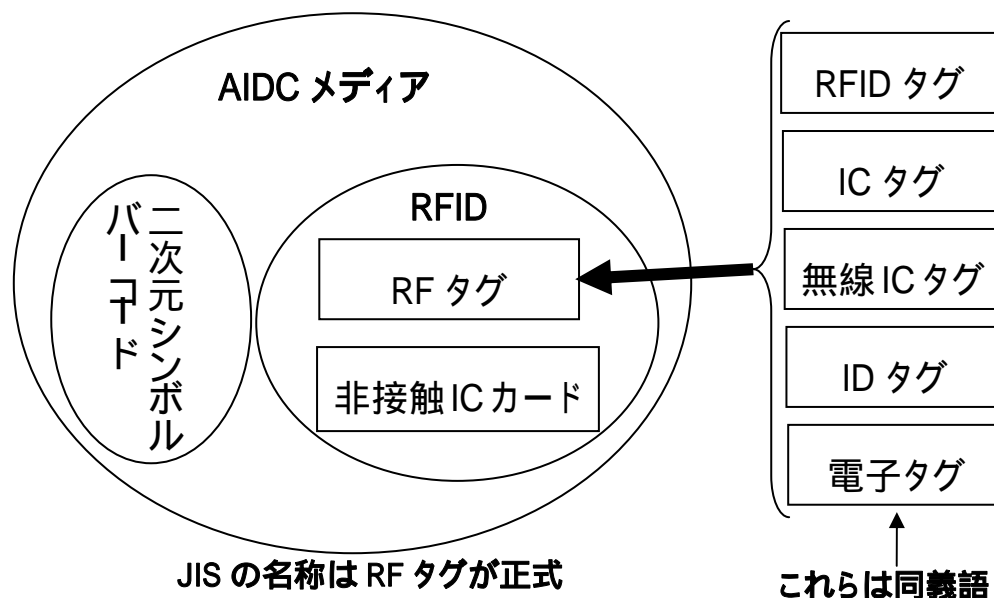 AIDC メディア
バーコード
二次元シンボル
RFID
RF タグ
非接触 IC カード
RFID タグ
IC タグ
無線 IC タグ
ID タグ
電子タグ
JIS の名称は RF タグが正式
これらは同義語